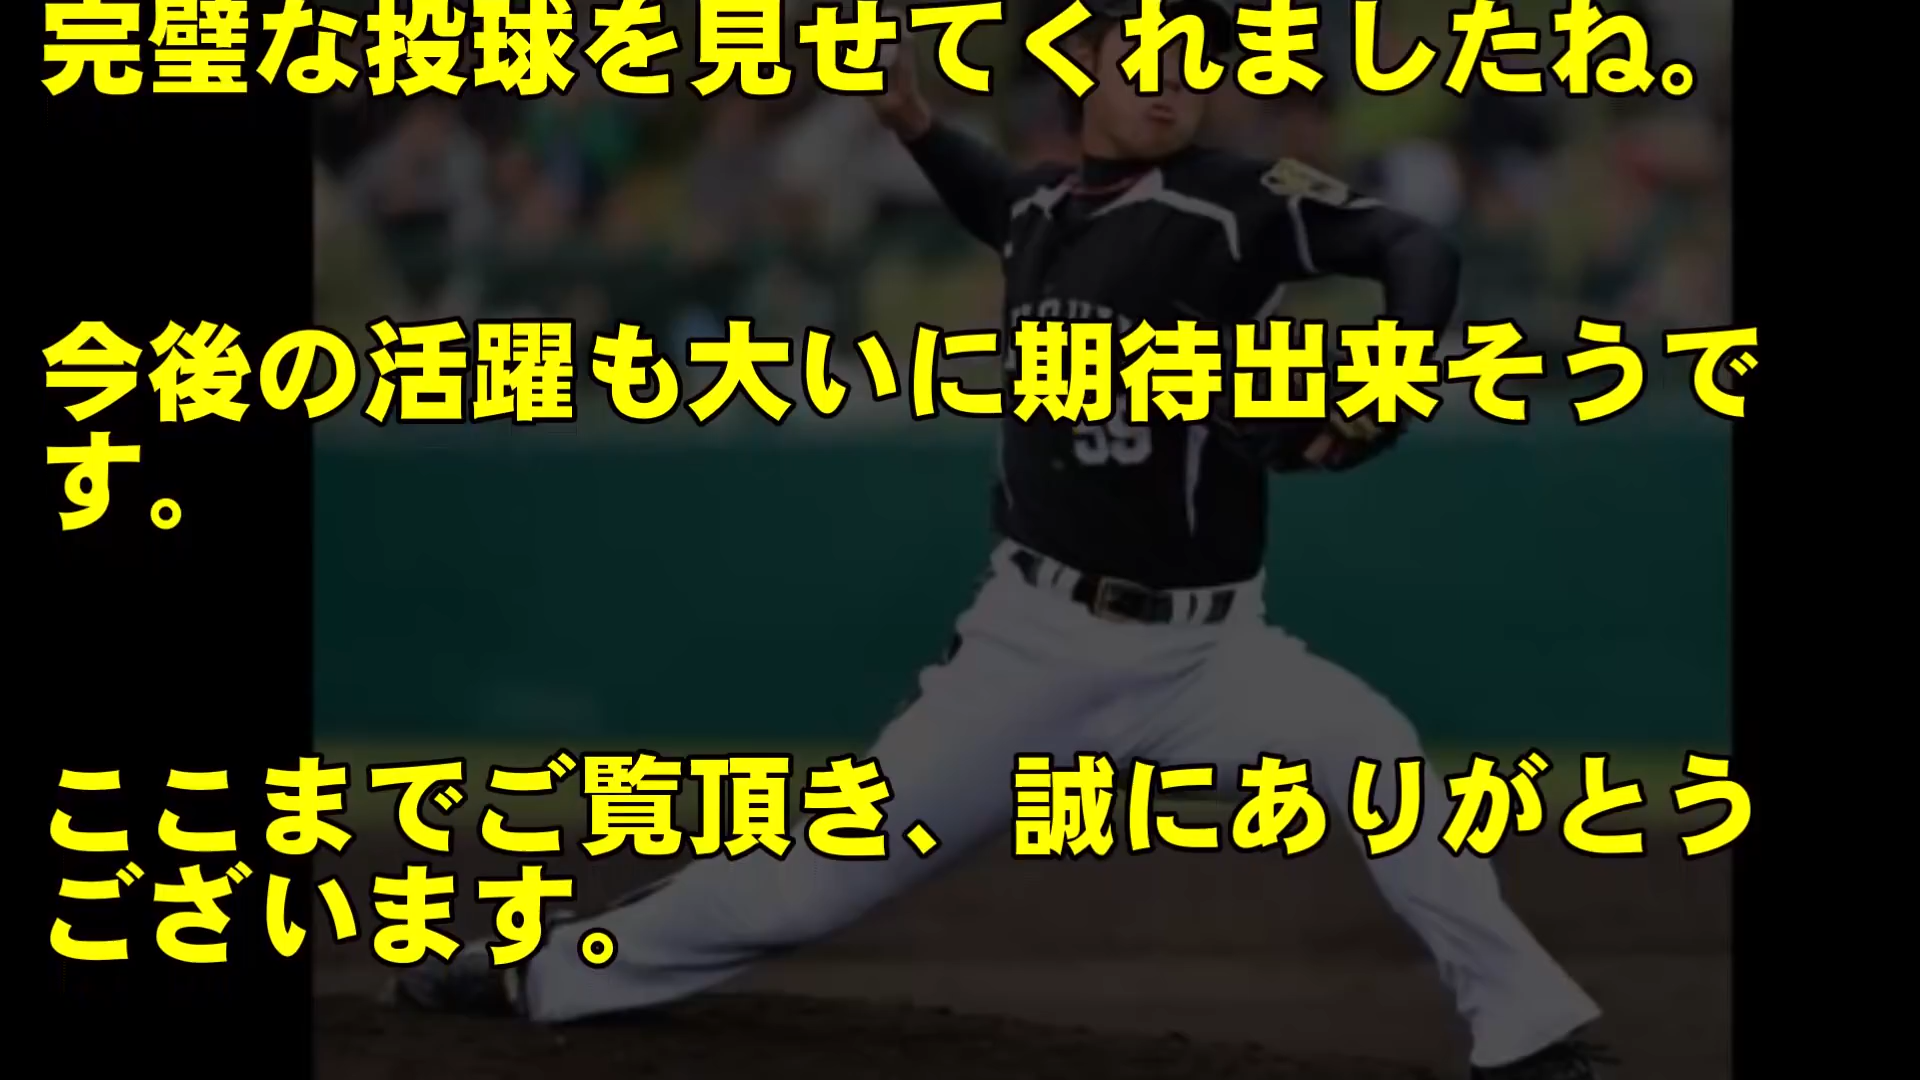 完璧な投球を見せてくれましたね。
今後の活躍も大いに期待出来そうで
す。
59
ここまでご覧頂き、誠にありがとう
ございます。